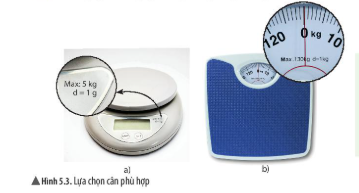 Max: 5 kg
d = 1 g
120 0 kg 10
Max 130kg d=1kg
a)
b)
▲ Hình 5.3. Lựa chọn cân phù hợp